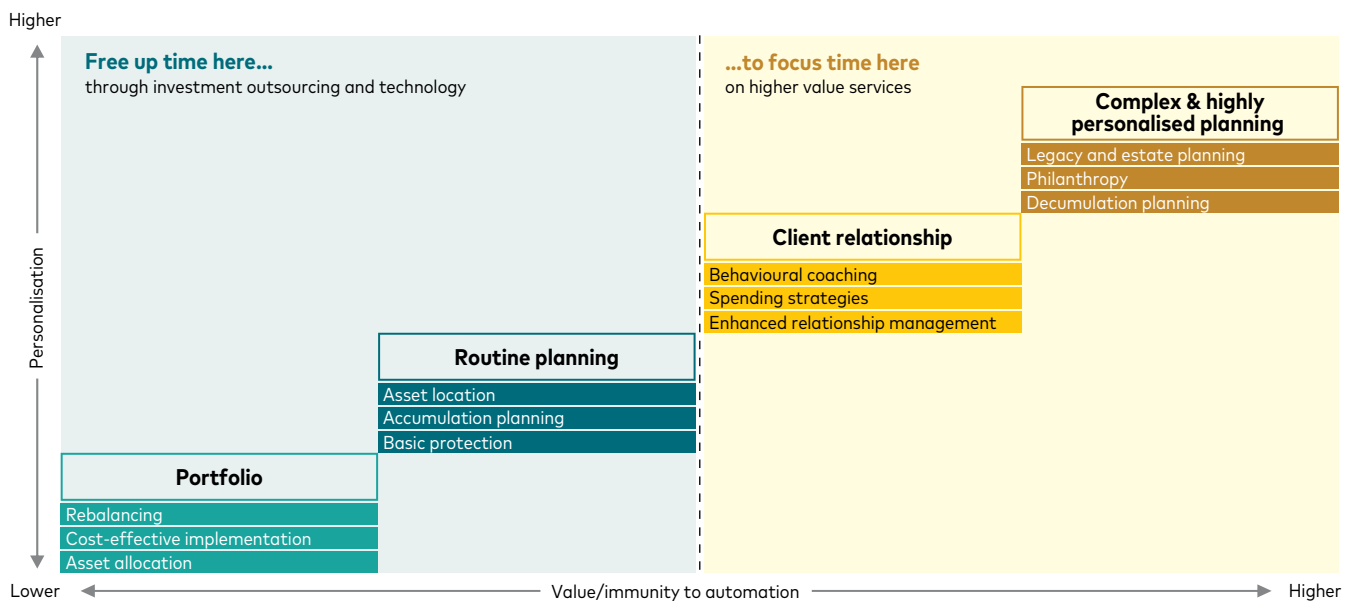 Higher
Free up time here...
through investment outsourcing and technology
...to focus time here
on higher value services
Complex & highly
personalised planning
Legacy and estate planning
Philanthropy
Decumulation planning
Client relationship
Behavioural coaching
Spending strategies
Enhanced relationship management
Personalisation
Routine planning
Asset location
Accumulation planning
Basic protection
Portfolio
Rebalancing
Cost-effective implementation
Asset allocation
Lower
Value/immunity to automation
Higher